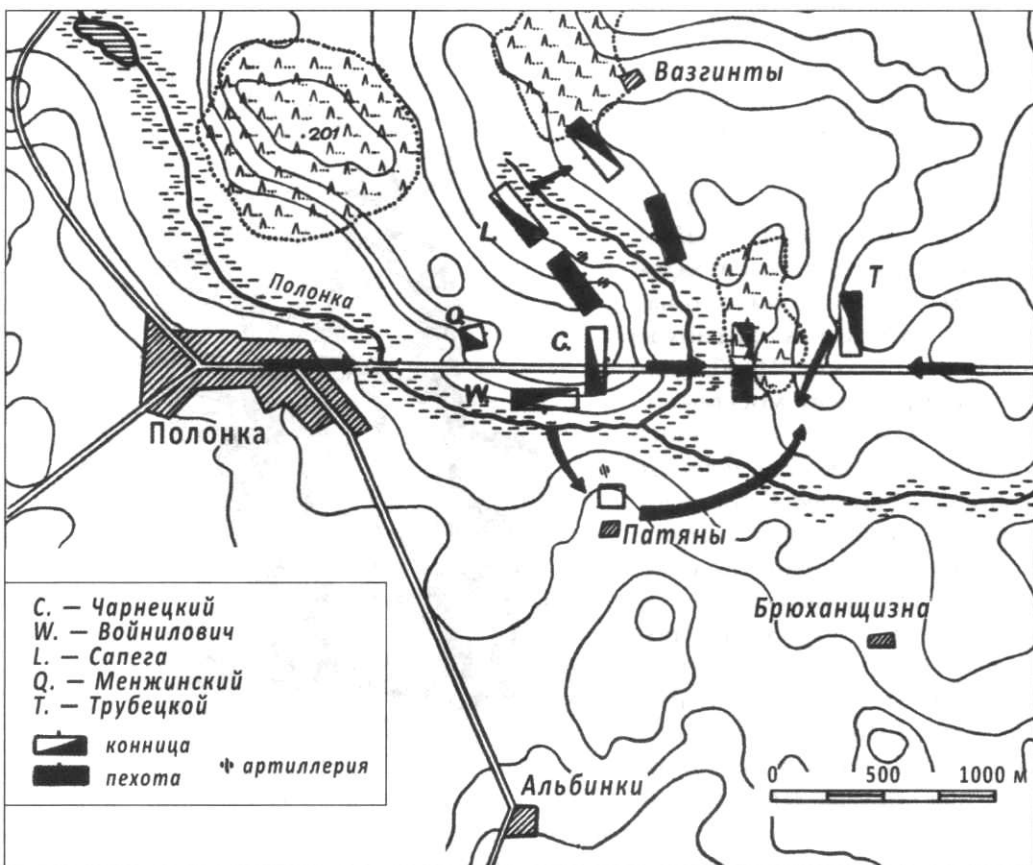 Вазгинты
201
L.
T
Полонка
Q.
C.
W.
Полонка
Патяны
Брюханщизна
C. — Чарнецкий
W. — Войнилович
L. — Сапега
Q. — Менжинский
T. — Трубецкой
конница
пехота
артиллерия
Альбинки
0 500 1000 м